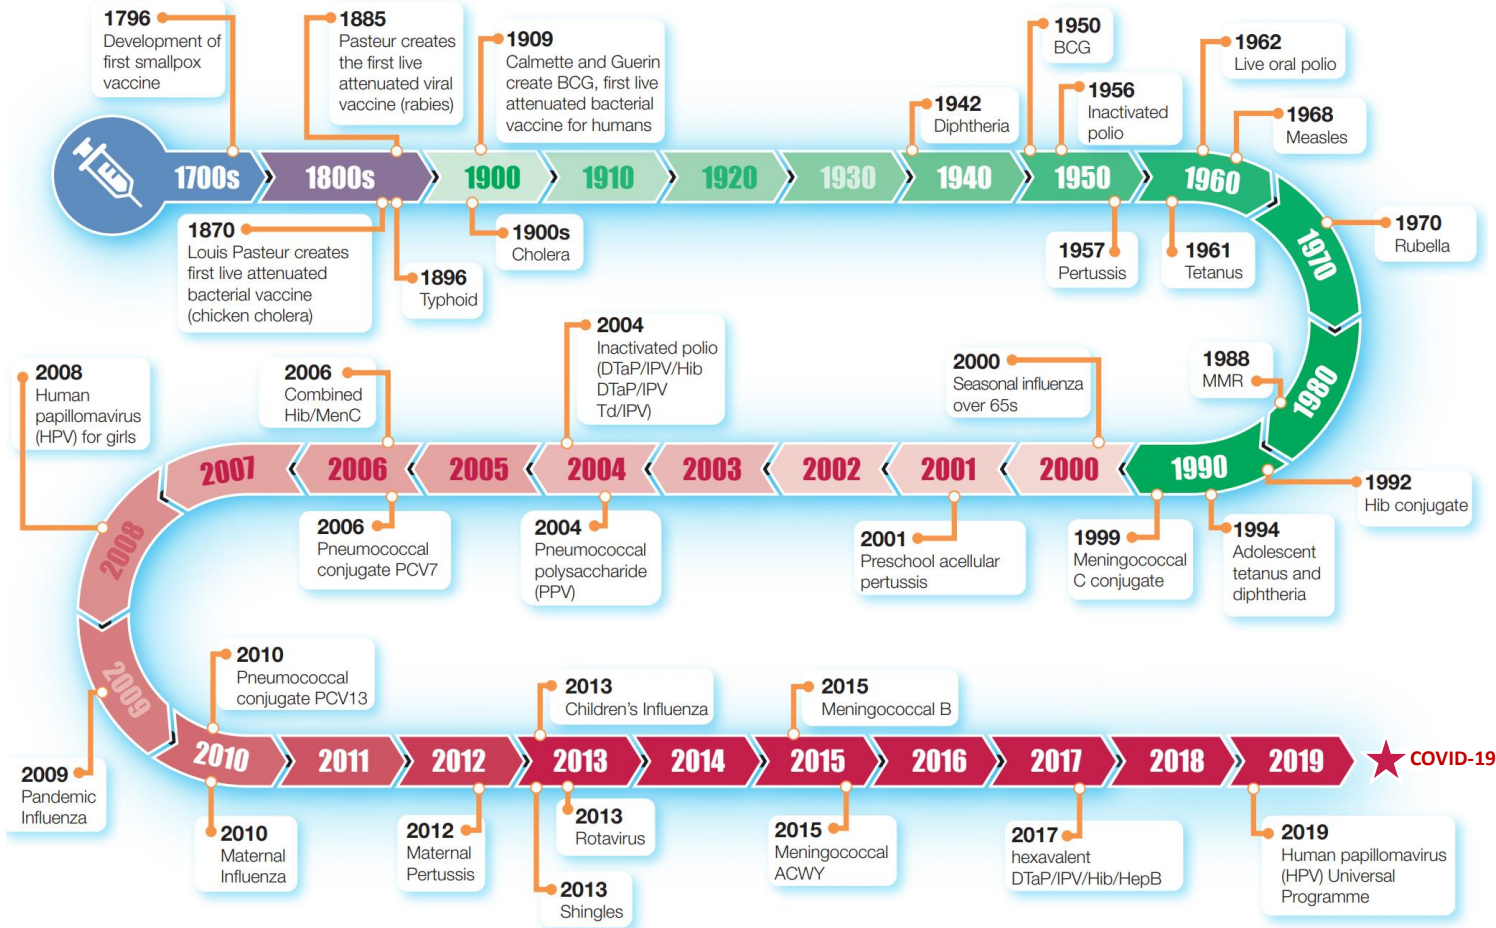 1796
Development of
first smallpox
vaccine
1885
Pasteur creates
the first live
attenuated viral
vaccine (rabies)
1909
Calmette and Guerin
create BCG, first live
attenuated bacterial
vaccine for humans
1942
Diphtheria
1950
BCG
1956
Inactivated
polio
1962
Live oral polio
1968
Measles
1700s
1800s
1900
1910
1920
1930
1940
1950
1960
1970
1980
1870
Louis Pasteur creates
first live attenuated
bacterial vaccine
(chicken cholera)
1896
Typhoid
1900s
Cholera
1957
Pertussis
1961
Tetanus
1970
Rubella
1988
MMR
2008
Human
papillomavirus
(HPV) for girls
2006
Combined
Hib/MenC
2004
Inactivated polio
(DTaP/IPV/Hib
DTaP/IPV
Td/IPV)
2000
Seasonal influenza
over 65s
1990
2000
2001
2002
2003
2004
2005
2006
2007
2008
2009
1992
Hib conjugate
1994
Adolescent
tetanus and
diphtheria
1999
Meningococcal
C conjugate
2001
Preschool acellular
pertussis
2004
Pneumococcal
polysaccharide
(PPV)
2006
Pneumococcal
conjugate PCV7
2009
Pandemic
Influenza
2010
Pneumococcal
conjugate PCV13
2013
Children's Influenza
2015
Meningococcal B
2010
2011
2012
2013
2014
2015
2016
2017
2018
2019
COVID-19
2010
Maternal
Influenza
2012
Maternal
Pertussis
2013
Rotavirus
2013
Shingles
2015
Meningococcal
ACWY
2017
hexavalent
DTaP/IPV/Hib/HepB
2019
Human papillomavirus
(HPV) Universal
Programme